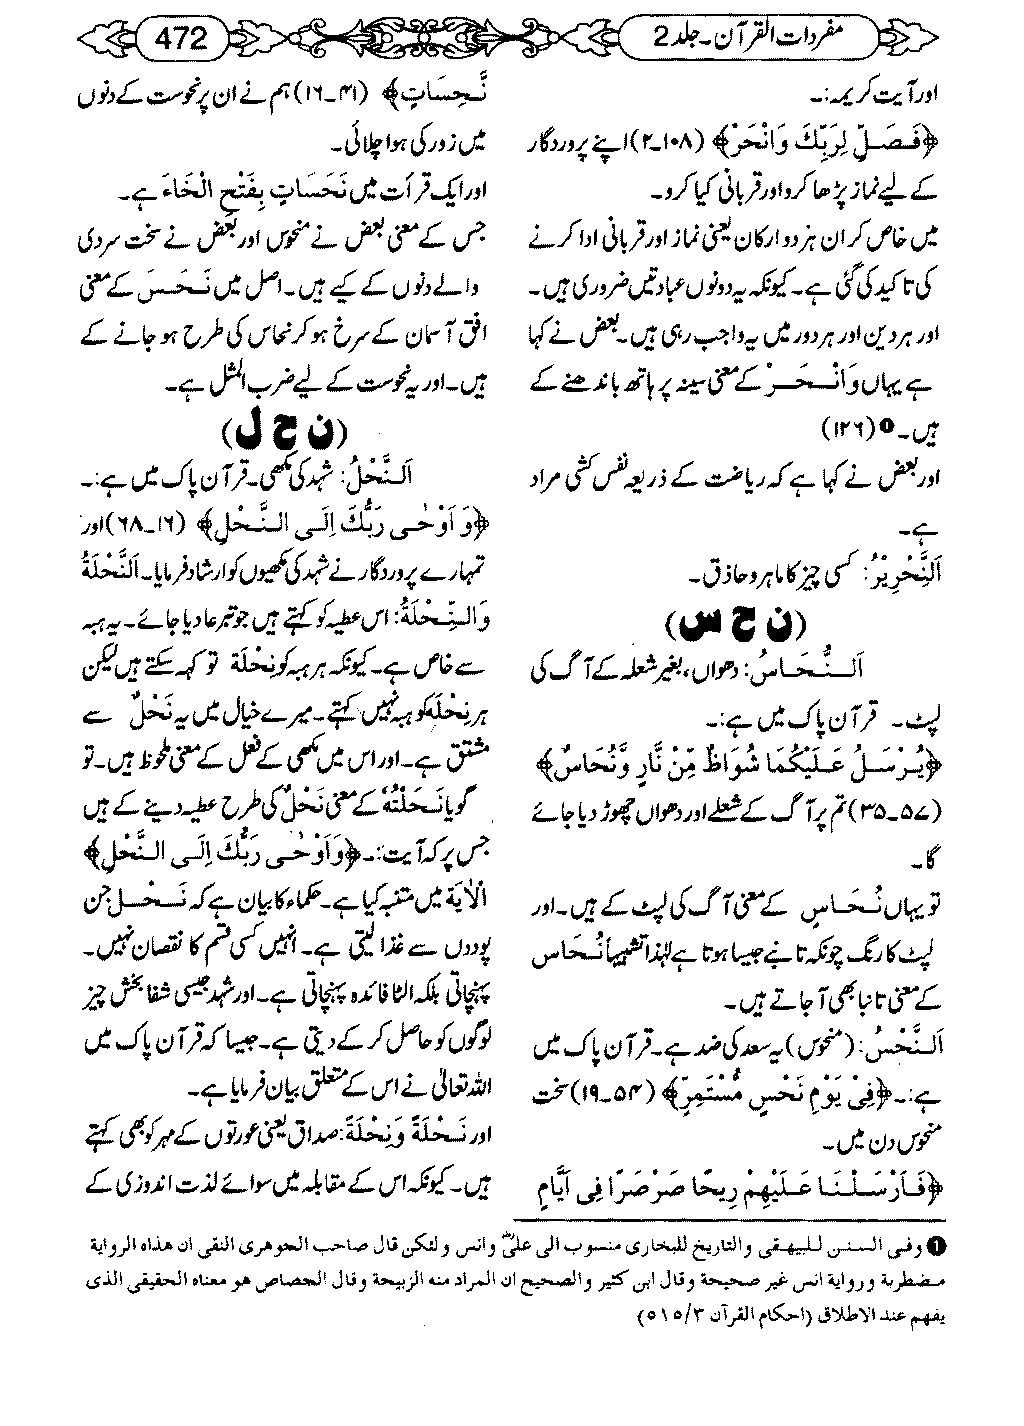 مفردات القرآن۔جلد2
472
اور آیت کریمہ:۔
﴿فَصَلِّ لِرَبِّكَ وَانْحَرْ﴾ (۱۰۸۔۲) اپنے پروردگار
کے لیے نماز پڑھا کرو اور قربانی کیا کرو۔
میں خاص کر ان ہر دو ارکان یعنی نماز اور قربانی ادا کرنے
کی تاکید کی گئی ہے۔ کیونکہ یہ دونوں عبادتیں ضروری ہیں۔
اور ہر دین اور ہر دور میں یہ واجب رہی ہیں۔ بعض نے کہا
ہے یہاں وَانْحَرْ کے معنی سینہ پر ہاتھ باندھنے کے
ہیں۔❶ (۱۲۶)
اور بعض نے کہا ہے کہ ریاضت کے ذریعہ نفس کشی مراد
ہے۔
اَلنِّحْرِيْرُ: کسی چیز کا ماہر و حاذق۔
(ن ح س)
اَلنُّحَاسُ: دھواں، بغیر شعلہ کے آگ کی
لپٹ۔ قرآن پاک میں ہے:۔
﴿يُرْسَلُ عَلَيْكُمَا شُوَاظٌ مِّنْ نَّارٍ وَّنُحَاسٌ﴾
(۵۷۔۳۵) تم پر آگ کے شعلے اور دھواں چھوڑ دیا جائے
گا۔
تو یہاں نُحَاسٍ کے معنی آگ کی لپٹ کے ہیں۔ اور
لپٹ کا رنگ چونکہ تانبے جیسا ہوتا ہے لہٰذا تشبیہاً نُحَاس
کے معنی تانبا بھی آ جاتے ہیں۔
اَلنَّحْسُ: (منحوس) یہ سعد کی ضد ہے۔ قرآن پاک میں
ہے:۔ ﴿فِيْ يَوْمِ نَحْسٍ مُّسْتَمِرٍّ﴾ (۵۴۔۱۹) سخت
منحوس دن میں۔
﴿فَاَرْسَلْنَا عَلَيْهِمْ رِيحًا صَرْصَرًا فِى اَيَّامٍ
نَّحِسَاتٍ﴾ (۴۱۔۱۶) ہم نے ان پر نحوست کے دنوں
میں زور کی ہوا چلائی۔
اور ایک قرأت میں نَحَسَاتٍ بِفَتْحِ الْحَاءَ ہے۔
جس کے معنی بعض نے منحوس اور بعض نے سخت سردی
والے دنوں کے کیے ہیں۔ اصل میں نَحَسَ کے معنی
افق آسمان کے سرخ ہو کر نحاس کی طرح ہو جانے کے
ہیں۔ اور یہ نحوست کے لیے ضرب المثل ہے۔
(ن ح ل)
اَلنَّحْلُ: شہد کی مکھی۔ قرآن پاک میں ہے:۔
﴿وَ اَوْحٰى رَبُّكَ اِلَى النَّحْلِ﴾ (۱۶۔۶۸) اور
تمہارے پروردگار نے شہد کی مکھیوں کو ارشاد فرمایا۔ اَلنَّحْلَةُ
وَالنِّحْلَةُ: اس عطیہ کو کہتے ہیں جو تبرعا دیا جائے۔ یہ ہبہ
سے خاص ہے۔ کیونکہ ہر ہبہ کو نِحْلَة تو کہہ سکتے ہیں لیکن
ہر نِحْلَه کو ہبہ نہیں کہتے۔ میرے خیال میں یہ نَحْلٌ سے
مشتق ہے۔ اور اس میں مکھی کے فعل کے معنی ملحوظ ہیں۔ تو
گویا نَحَلْتُهٗ کے معنی نَحْلٌ کی طرح عطیہ دینے کے ہیں
جس پر کہ آیت:۔ ﴿وَاَوْحٰى رَبُّكَ اِلَى النَّحْلِ﴾
اَلْاٰيَة میں متنبہ کیا ہے۔ حکماء کا بیان ہے کہ نَحْل جن
پودوں سے غذا لیتی ہے۔ انہیں کسی قسم کا نقصان نہیں۔
پہنچاتی بلکہ الٹا فائدہ پہنچاتی ہے۔ اور شہد جیسی شفا بخش چیز
لوگوں کو حاصل کر کے دیتی ہے۔ جیسا کہ قرآن پاک میں
اللہ تعالیٰ نے اس کے متعلق بیان فرمایا ہے۔
اور نَحْلَةً وَنِحْلَةً: صداق یعنی عورتوں کے مہر کو بھی کہتے
ہیں۔ کیونکہ اس کے مقابلہ میں سوائے لذت اندوزی کے
❶ وفى السنن للبيهقى والتاريخ للبخارى منسوب الى علىؓ وانس ولكن قال صاحب الجوهرى النقى ان هذاه الرواية
مضطربة ورواية انس غير صحيحة وقال ابن كثير والصحيح ان المراد منه الزبيحة وقال الحصاص هو معناه الحقيقى الذى
يفهم عند الاطلاق (احكام القرآن ۳/۵۱۵)